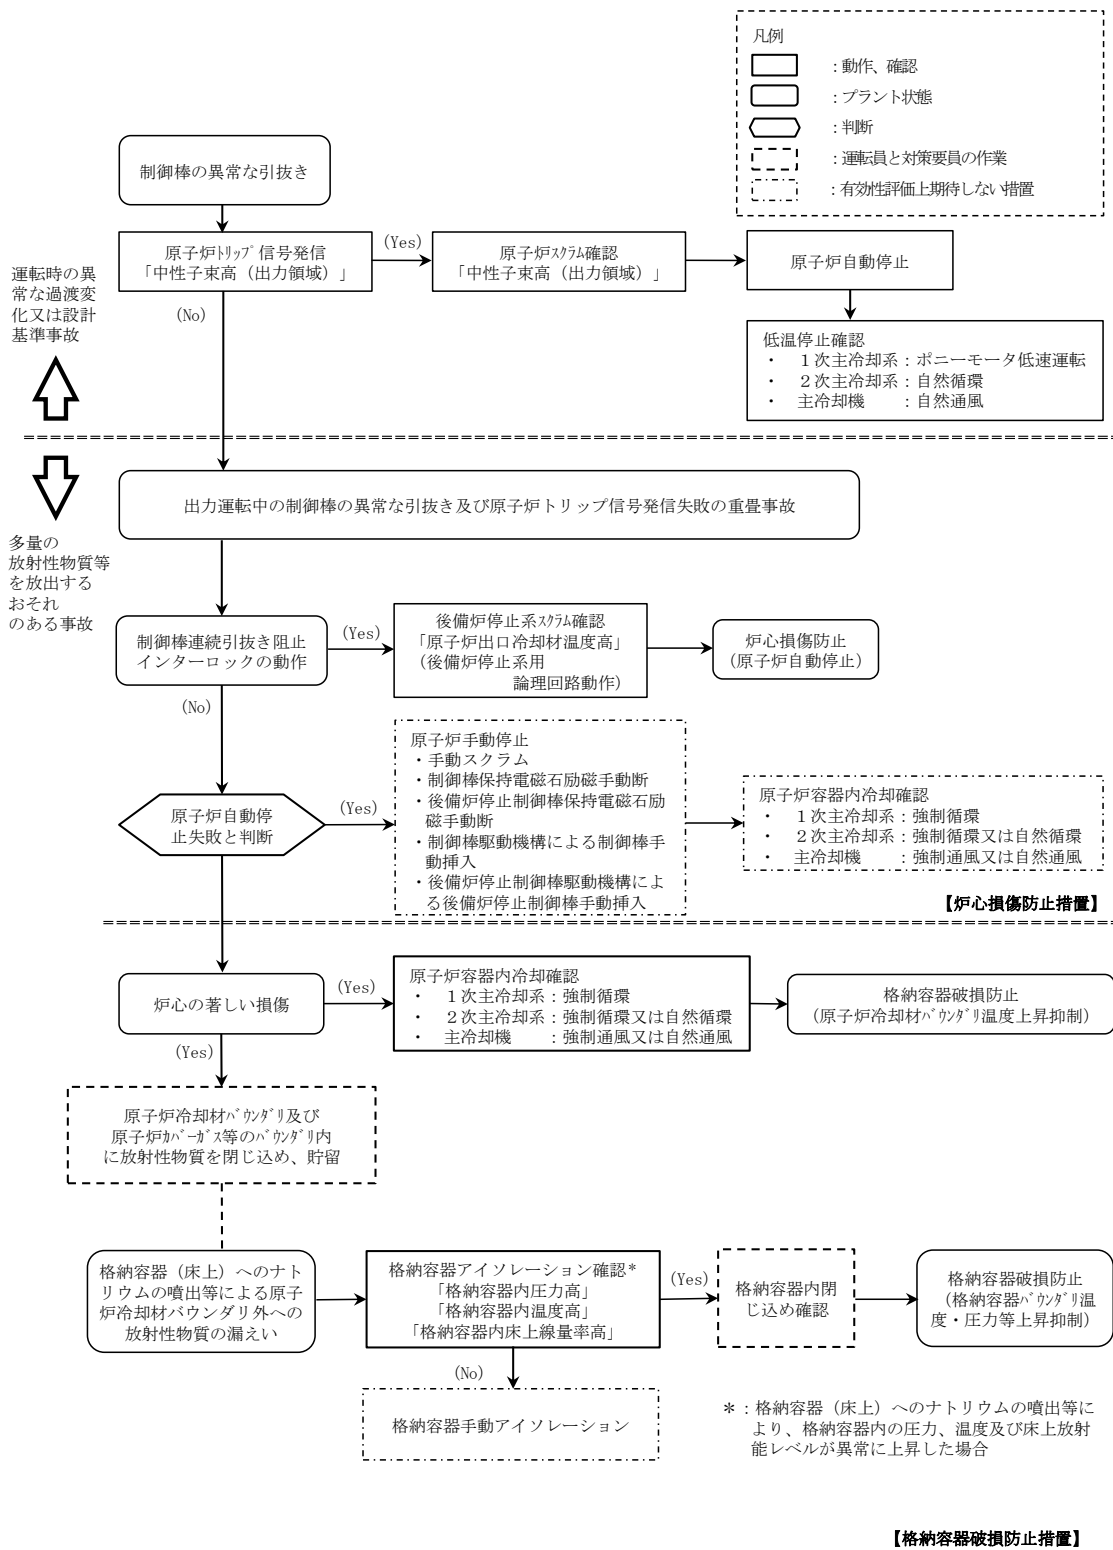 凡例
：動作、確認
：プラント状態
：判断
：運転員と対策要員の作業
：有効性評価上期待しない措置
制御棒の異常な引抜き
原子炉ﾄﾘｯﾌﾟ信号発信
「中性子束高（出力領域）」
(Yes)
原子炉ｽｸﾗﾑ確認
「中性子束高（出力領域）」
原子炉自動停止
運転時の異
常な過渡変
化又は設計
基準事故
(No)
低温停止確認
・　１次主冷却系：ポニーモータ低速運転
・　２次主冷却系：自然循環
・　主冷却機　　：自然通風
出力運転中の制御棒の異常な引抜き及び原子炉トリップ信号発信失敗の重畳事故
多量の
放射性物質等
を放出する
おそれ
のある事故
制御棒連続引抜き阻止
インターロックの動作
(Yes)
後備炉停止系ｽｸﾗﾑ確認
「原子炉出口冷却材温度高」
（後備炉停止系用
論理回路動作）
炉心損傷防止
（原子炉自動停止）
(No)
原子炉自動停
止失敗と判断
(Yes)
原子炉手動停止
・手動スクラム
・制御棒保持電磁石励磁手動断
・後備炉停止制御棒保持電磁石励
磁手動断
・制御棒駆動機構による制御棒手
動挿入
・後備炉停止制御棒駆動機構によ
る後備炉停止制御棒手動挿入
原子炉容器内冷却確認
・　１次主冷却系：強制循環
・　２次主冷却系：強制循環又は自然循環
・　主冷却機　　：強制通風又は自然通風
【炉心損傷防止措置】
炉心の著しい損傷
(Yes)
原子炉容器内冷却確認
・　１次主冷却系：強制循環
・　２次主冷却系：強制循環又は自然循環
・　主冷却機　　：強制通風又は自然通風
格納容器破損防止
（原子炉冷却材ﾊﾞｳﾝﾀﾞﾘ温度上昇抑制）
(Yes)
原子炉冷却材ﾊﾞｳﾝﾀﾞﾘ及び
原子炉ｶﾊﾞｰｶﾞｽ等のﾊﾞｳﾝﾀﾞﾘ内
に放射性物質を閉じ込め、貯留
格納容器（床上）へのナト
リウムの噴出等による原子
炉冷却材バウンダリ外への
放射性物質の漏えい
格納容器アイソレーション確認*
「格納容器内圧力高」
「格納容器内温度高」
「格納容器内床上線量率高」
(Yes)
格納容器内閉
じ込め確認
格納容器破損防止
（格納容器ﾊﾞｳﾝﾀﾞﾘ温
度・圧力等上昇抑制）
(No)
格納容器手動アイソレーション
＊：格納容器（床上）へのナトリウムの噴出等に
より、格納容器内の圧力、温度及び床上放射
能レベルが異常に上昇した場合
【格納容器破損防止措置】